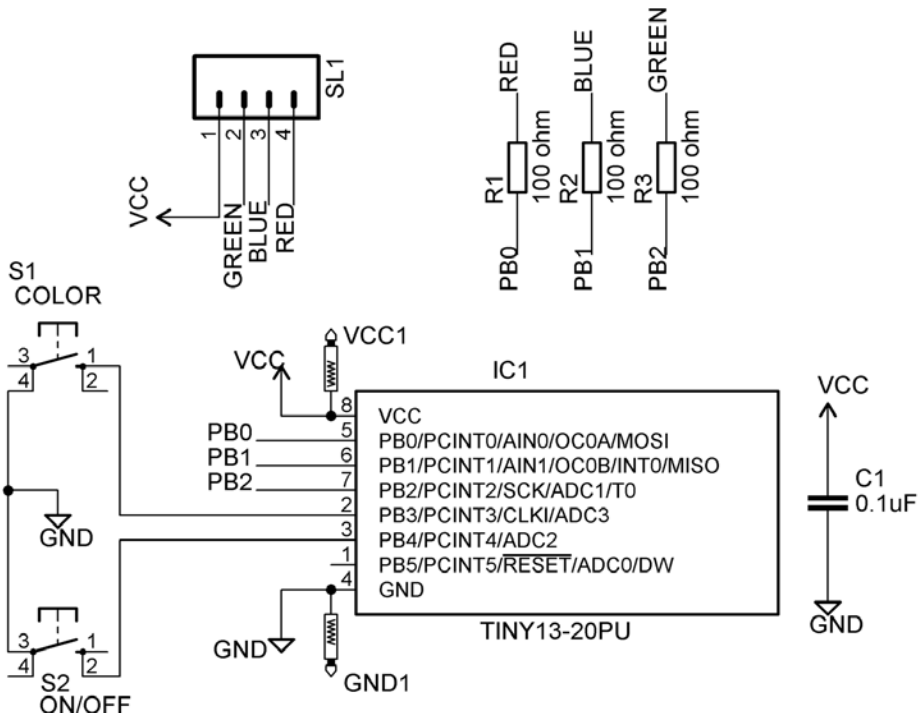 SL1
1
2
3
4
VCC
GREEN
BLUE
RED
RED
BLUE
GREEN
R1
100 ohm
R2
100 ohm
R3
100 ohm
PB0
PB1
PB2
S1
COLOR
3
1
4
2
VCC
VCC1
IC1
8
VCC
PB0
5
PB0/PCINT0/AIN0/OC0A/MOSI
PB1
6
PB1/PCINT1/AIN1/OC0B/INT0/MISO
PB2
7
PB2/PCINT2/SCK/ADC1/T0
2
PB3/PCINT3/CLKI/ADC3
3
PB4/PCINT4/ADC2
1
PB5/PCINT5/RESET/ADC0/DW
4
GND
TINY13-20PU
GND
GND
GND1
3
1
4
2
S2
ON/OFF
VCC
C1
0.1uF
GND